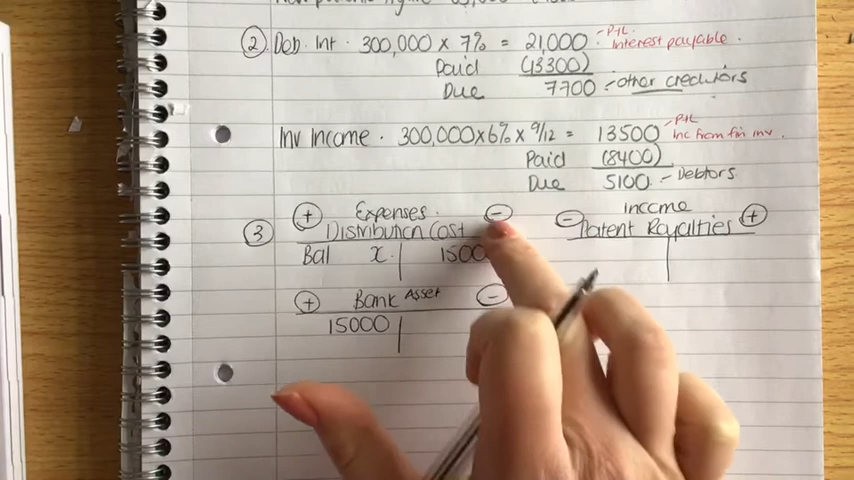 ② Deb. Int. 300,000 × 7% = 21,000 - P+L Interest payable.
Paid (13300)
Due 7700 - other creditors
Inv Income. 300,000×6%×9/12 = 13500 - P+L Inc from fin inv.
Paid (8400)
Due 5100 - Debtors
③ + Expenses. - Income
Distribution Cost - Patent Royalties +
Bal x. 1500
+ Bank Asset -
15000